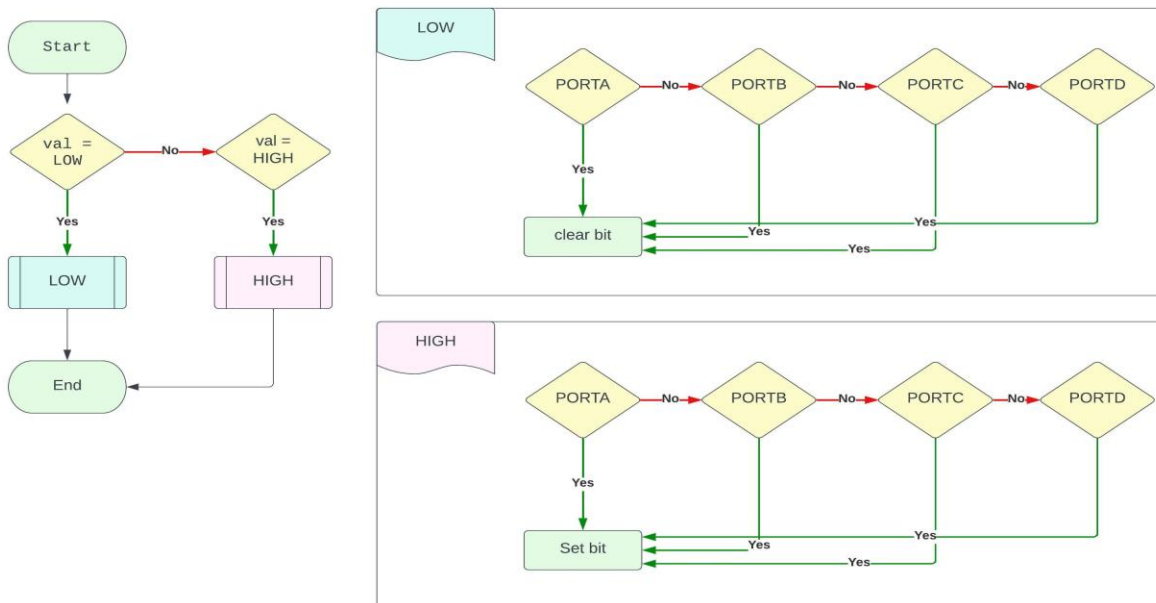 Start
val =
LOW
No
val =
HIGH
Yes
Yes
LOW
HIGH
End
LOW
PORTA
No
PORTB
No
PORTC
No
PORTD
Yes
Yes
clear bit
Yes
Yes
HIGH
PORTA
No
PORTB
No
PORTC
No
PORTD
Yes
Yes
Set bit
Yes
Yes